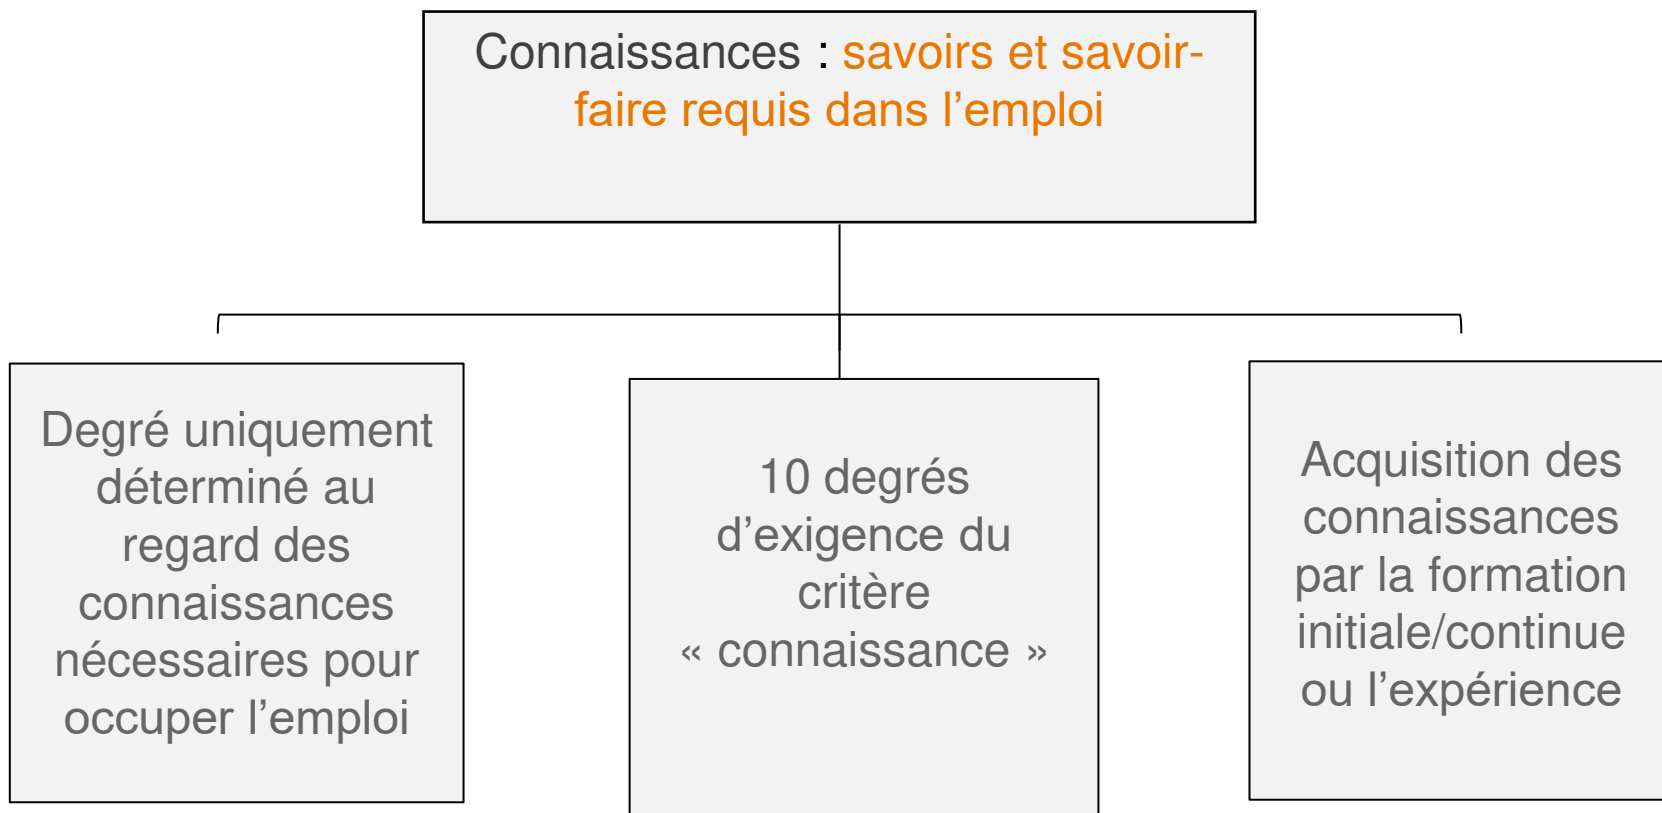 Connaissances : savoirs et savoir-
faire requis dans l’emploi
Degré uniquement
déterminé au
regard des
connaissances
nécessaires pour
occuper l’emploi
10 degrés
d’exigence du
critère
« connaissance »
Acquisition des
connaissances
par la formation
initiale/continue
ou l’expérience